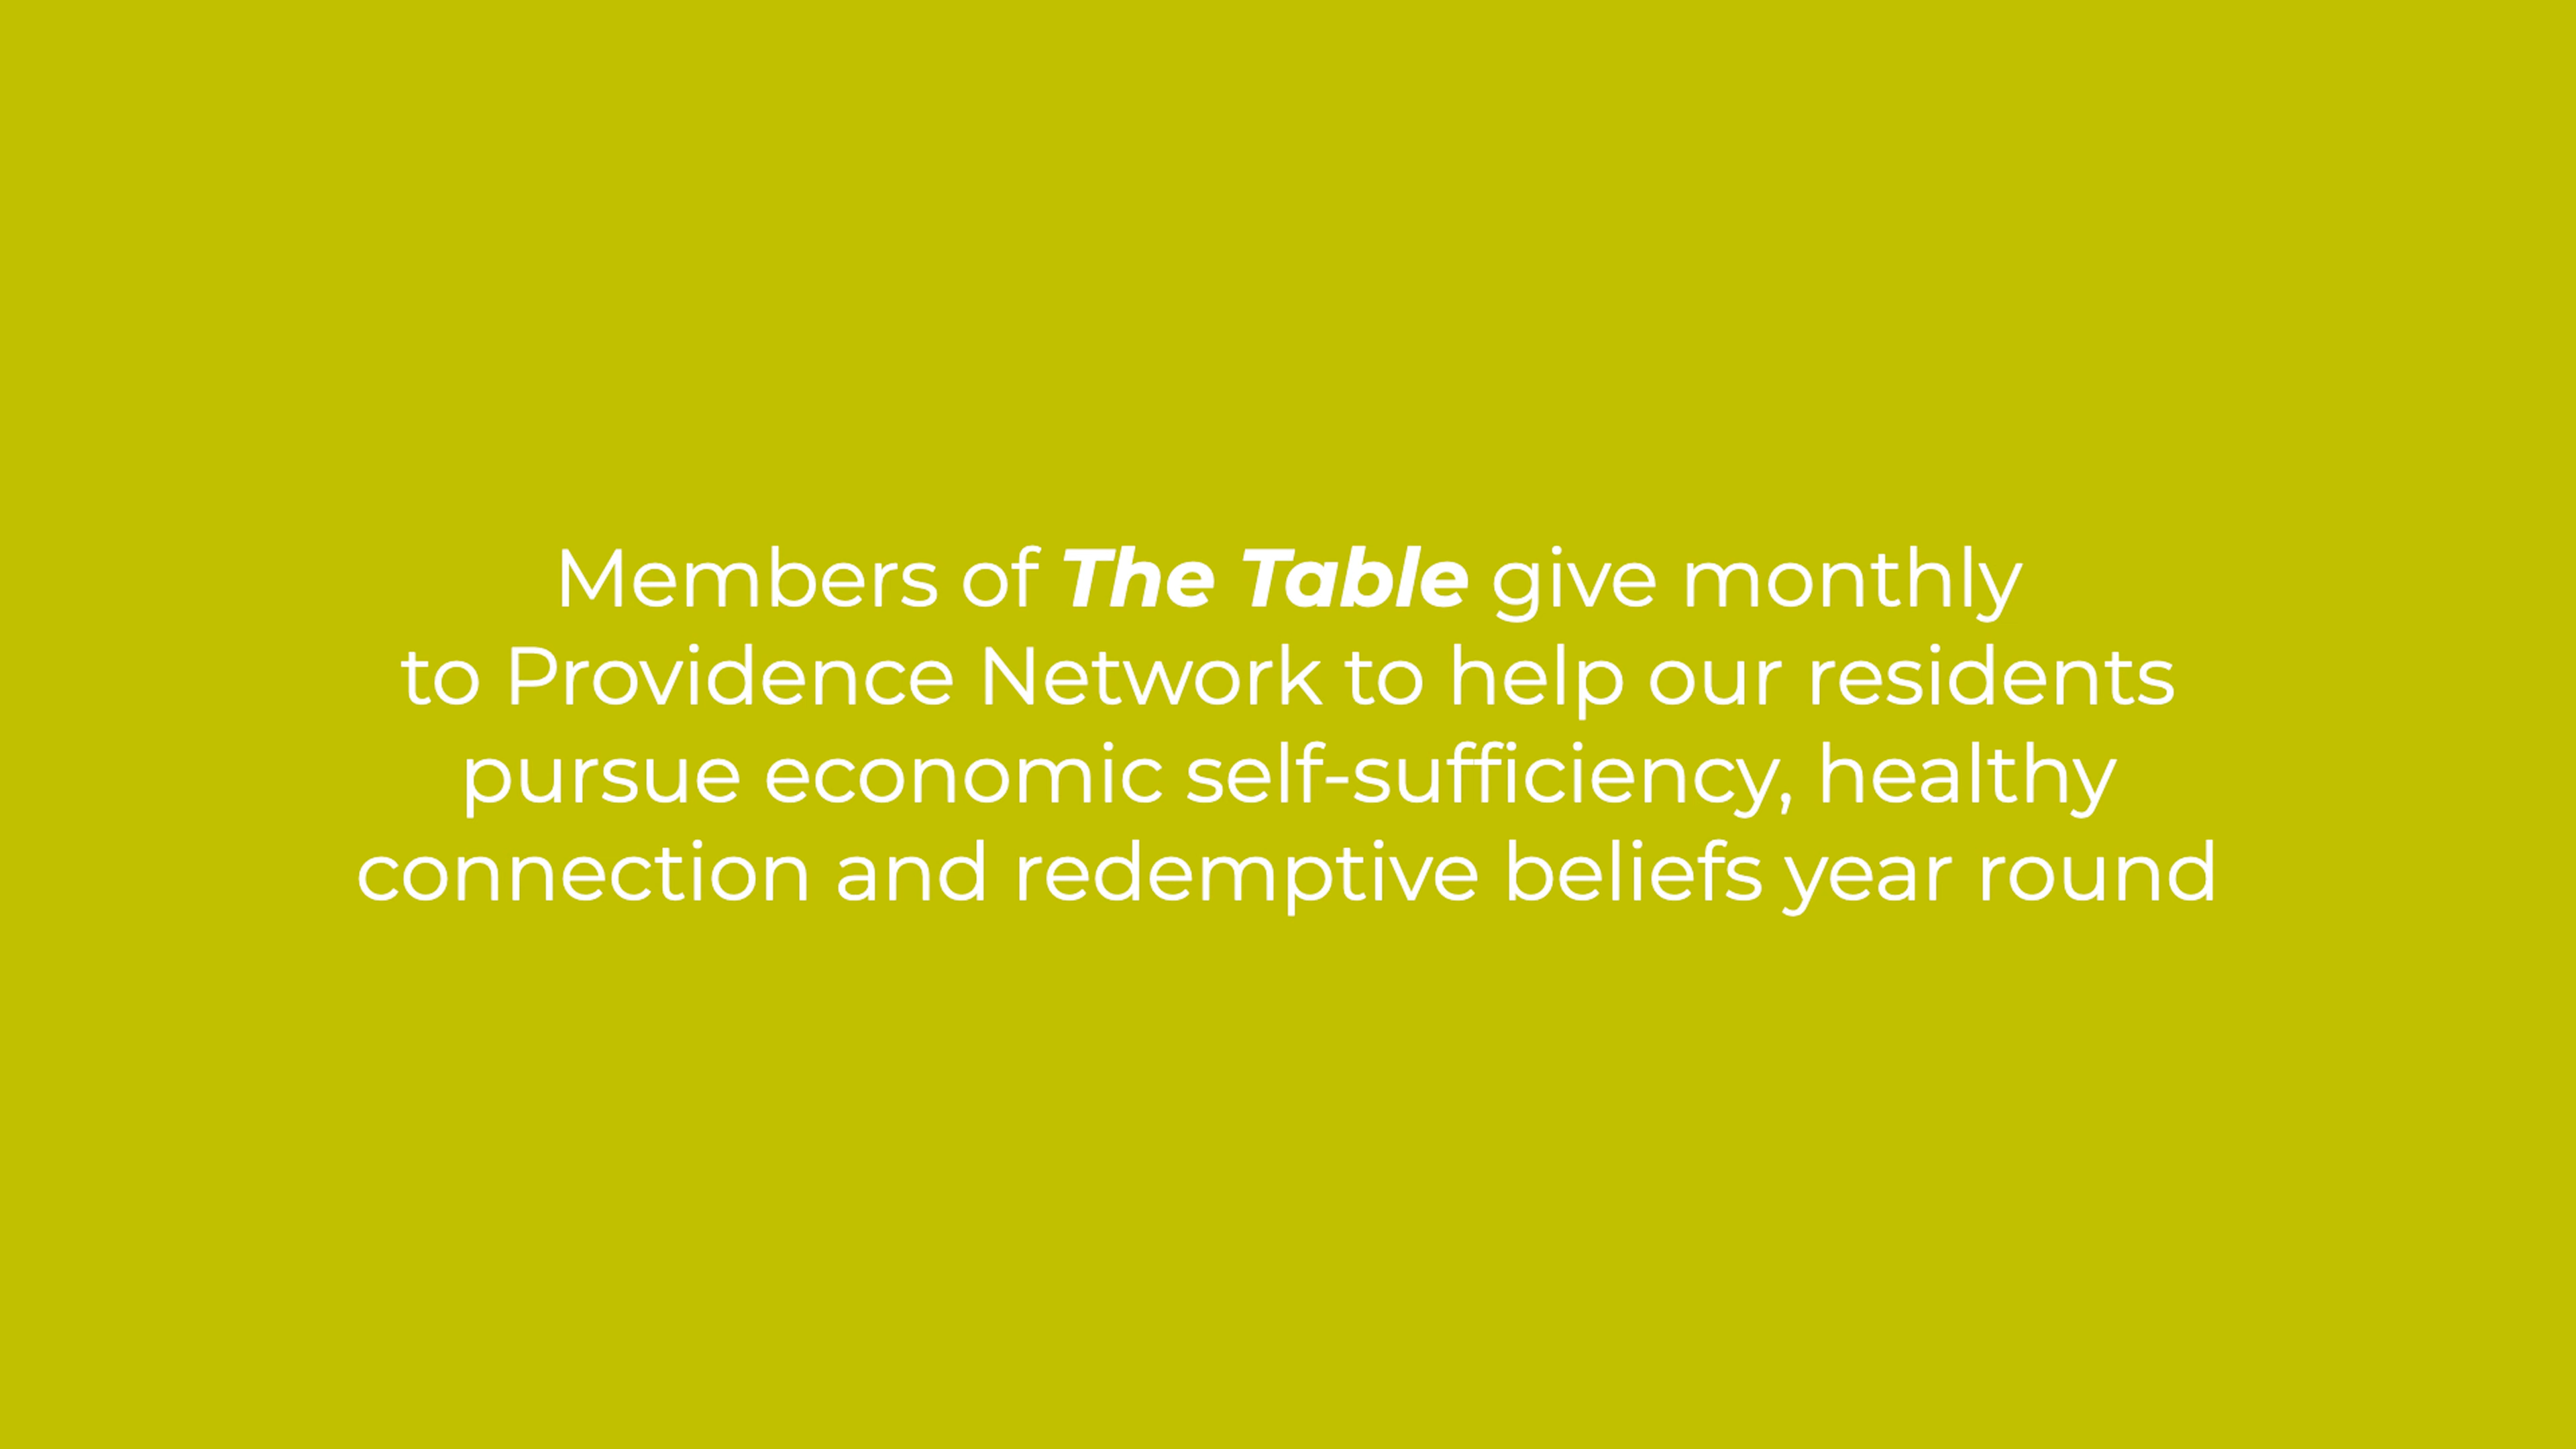 Members of The Table give monthly
to Providence Network to help our residents
pursue economic self-sufficiency, healthy
connection and redemptive beliefs year round